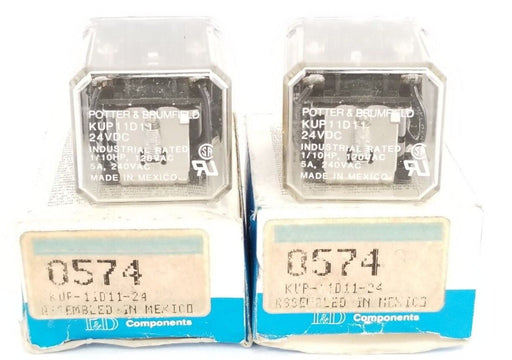 POTTER & BRUMFIELD
KUP11D11
24VDC
INDUSTRIAL RATED
1/10HP, 120VAC
5A, 240VAC
MADE IN MEXICO
0574
KUP-11D11-24
ASSEMBLED IN MEXICO
P&B Components
POTTER & BRUMFIELD
KUP11D11
24VDC
INDUSTRIAL RATED
1/10HP, 120VAC
5A, 240VAC
MADE IN MEXICO
0574
KUP-11D11-24
ASSEMBLED IN MEXICO
P&B Components